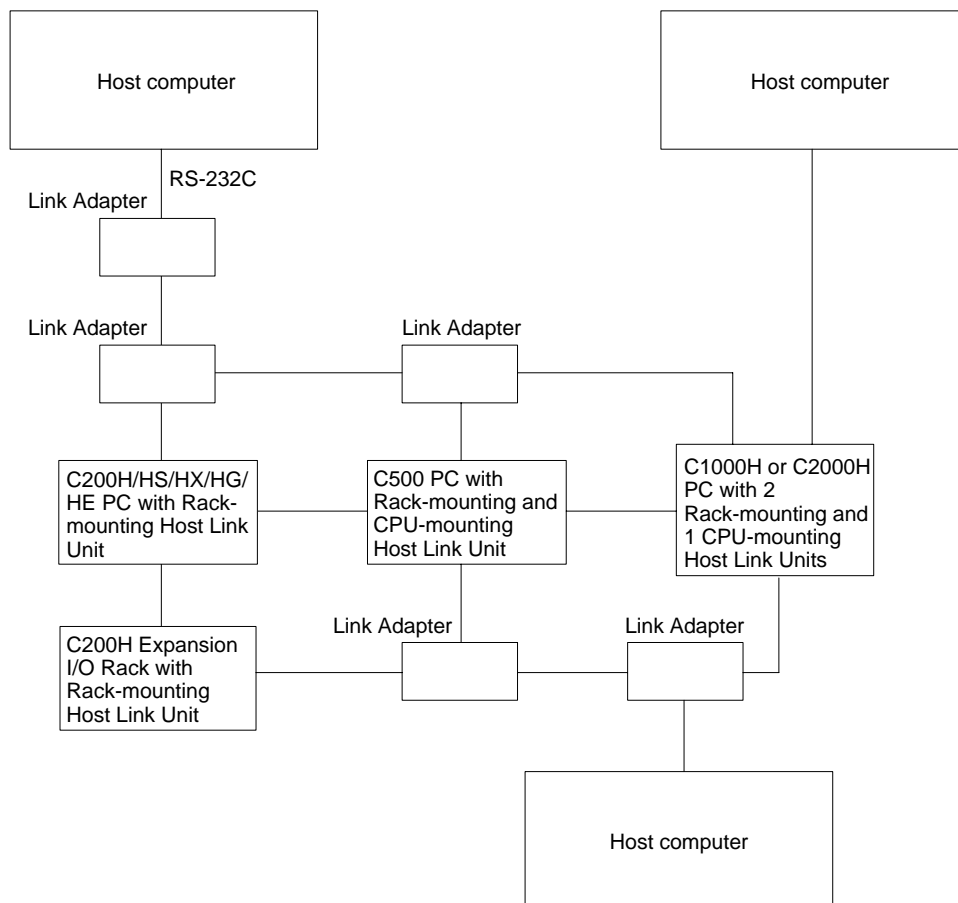 Host computer
Host computer
RS-232C
Link Adapter
Link Adapter
Link Adapter
C200H/HS/HX/HG/
HE PC with Rack-
mounting Host Link
Unit
C500 PC with
Rack-mounting and
CPU-mounting
Host Link Unit
C1000H or C2000H
PC with 2
Rack-mounting and
1 CPU-mounting
Host Link Units
Link Adapter
Link Adapter
C200H Expansion
I/O Rack with
Rack-mounting
Host Link Unit
Host computer